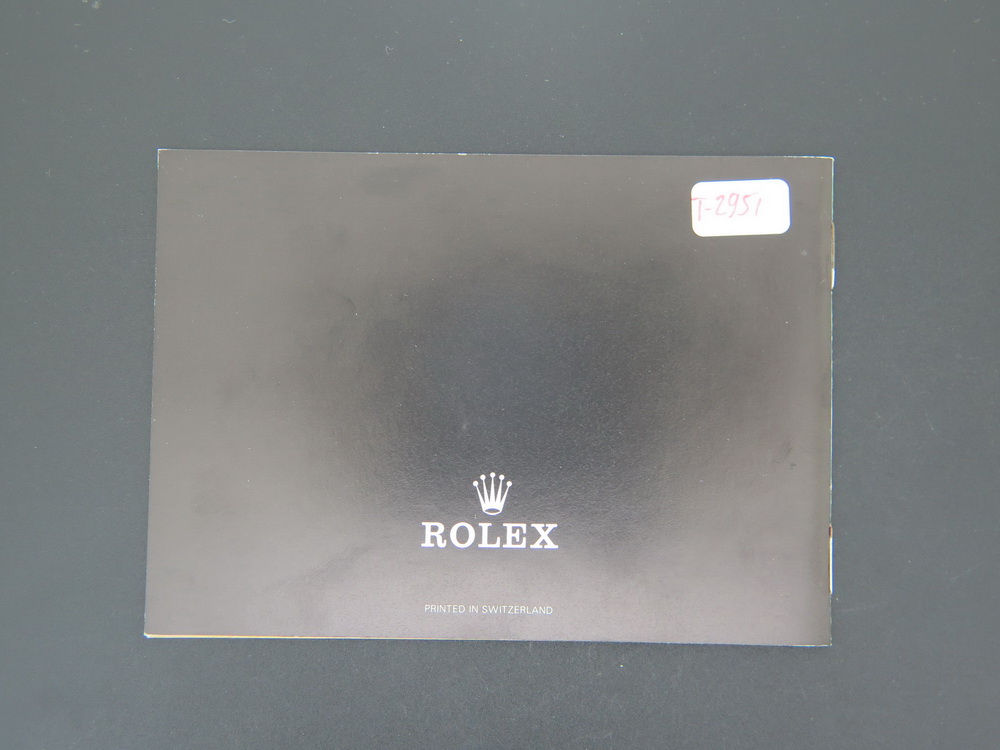 T-2951
ROLEX
PRINTED IN SWITZERLAND